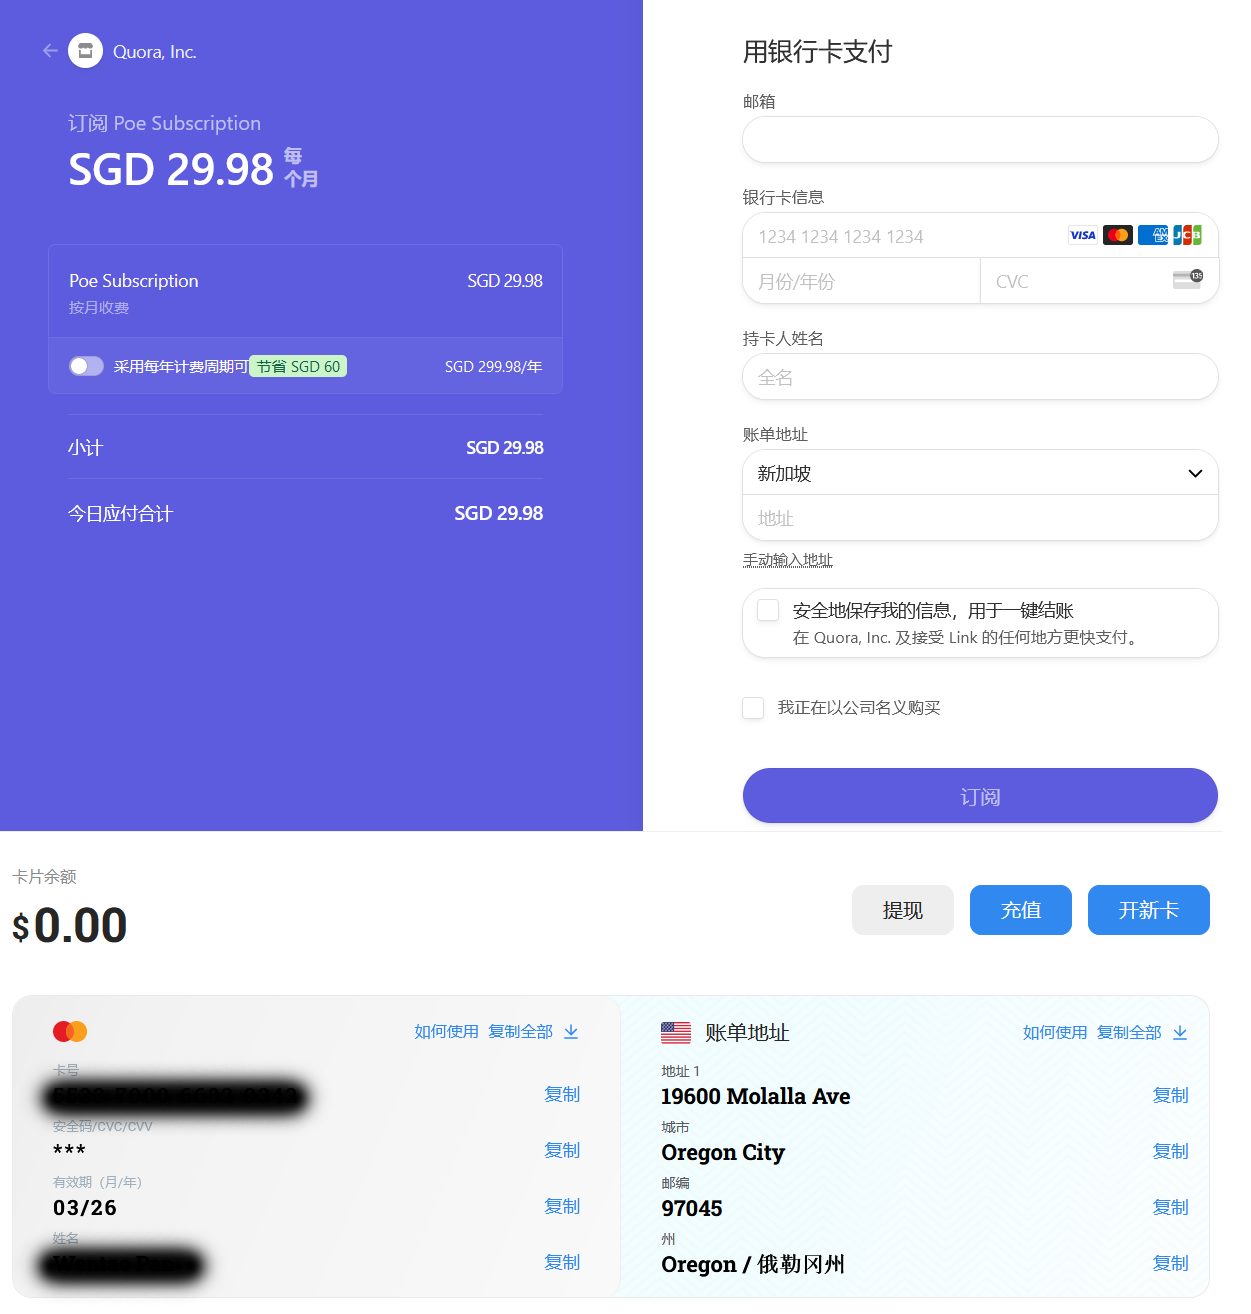 Quora, Inc.
订阅 Poe Subscription
SGD 29.98 每个月
Poe Subscription SGD 29.98
按月收费
采用每年计费周期可 节省 SGD 60 SGD 299.98/年
小计 SGD 29.98
今日应付合计 SGD 29.98
用银行卡支付
邮箱
银行卡信息
1234 1234 1234 1234 VISA AMEX JCB
月份/年份 CVC 135
持卡人姓名
全名
账单地址
新加坡
地址
手动输入地址
安全地保存我的信息，用于一键结账
在 Quora, Inc. 及接受 Link 的任何地方更快支付。
我正在以公司名义购买
订阅
卡片余额
$0.00
提现 充值 开新卡
如何使用 复制全部
卡号
复制
安全码/CVC/CVV
*** 复制
有效期（月/年）
03/26 复制
姓名
复制
账单地址 如何使用 复制全部
地址 1
19600 Molalla Ave 复制
城市
Oregon City 复制
邮编
97045 复制
州
Oregon / 俄勒冈州 复制